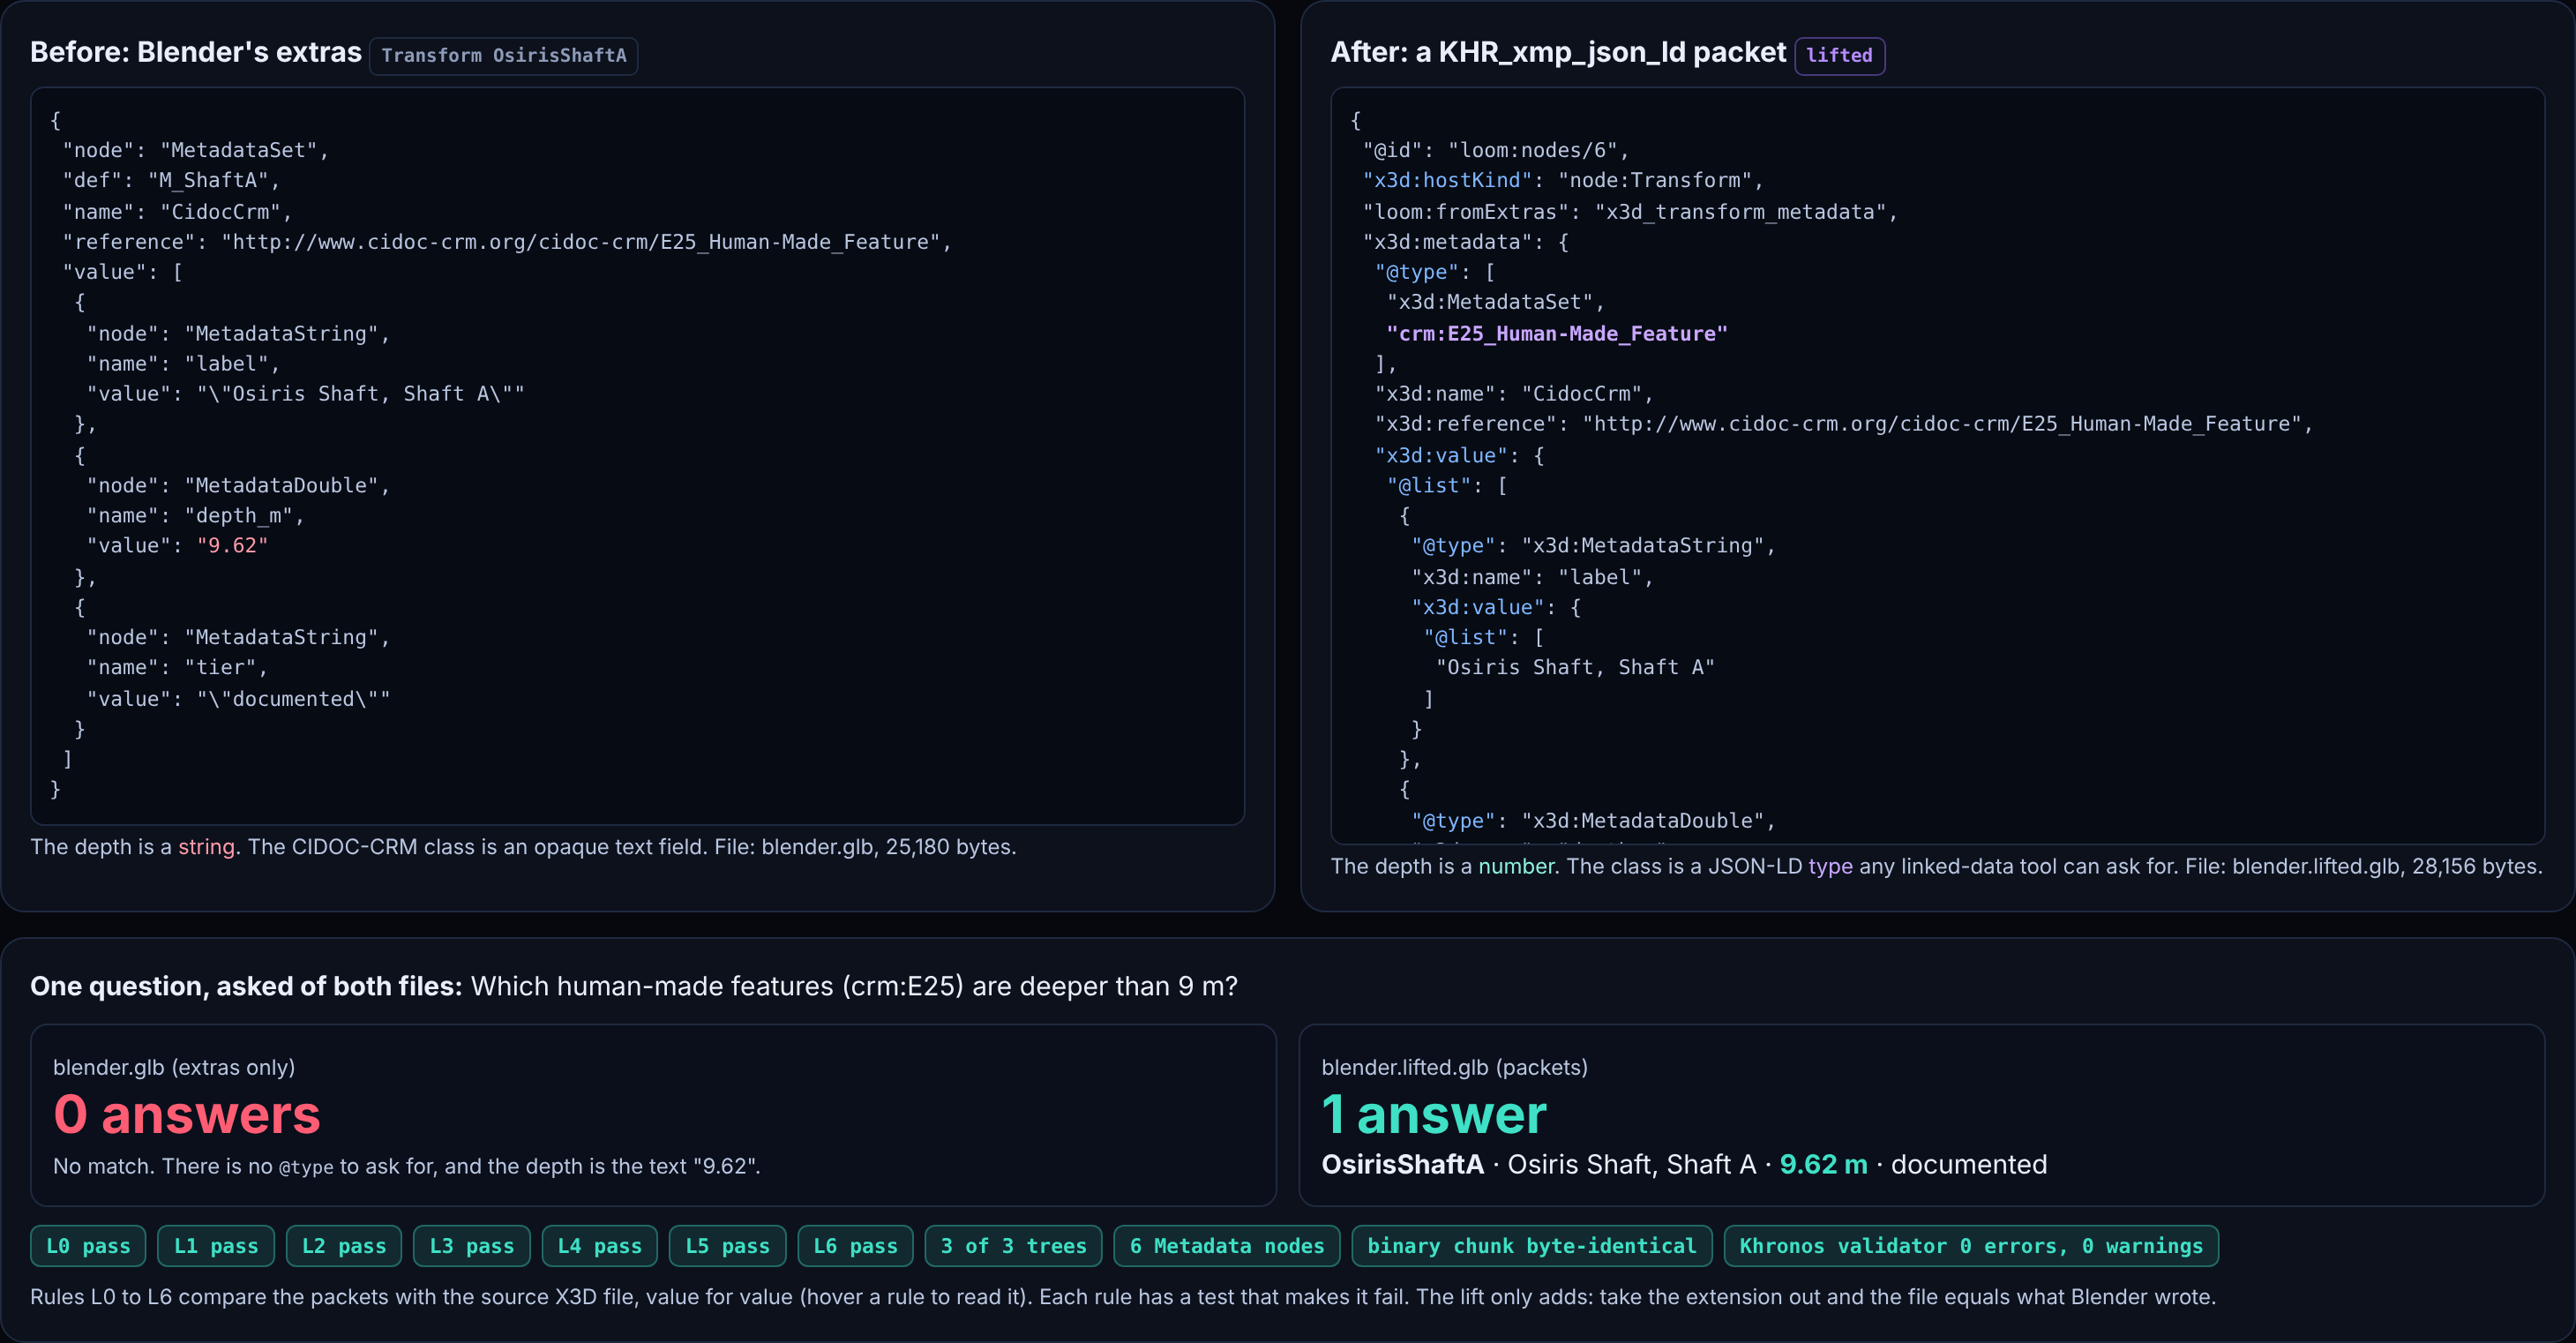 Before: Blender's extras Transform OsirisShaftA
{
"node": "MetadataSet",
"def": "M_ShaftA",
"name": "CidocCrm",
"reference": "http://www.cidoc-crm.org/cidoc-crm/E25_Human-Made_Feature",
"value": [
{
"node": "MetadataString",
"name": "label",
"value": "\"Osiris Shaft, Shaft A\""
},
{
"node": "MetadataDouble",
"name": "depth_m",
"value": "9.62"
},
{
"node": "MetadataString",
"name": "tier",
"value": "\"documented\""
}
]
}
The depth is a string. The CIDOC-CRM class is an opaque text field. File: blender.glb, 25,180 bytes.
After: a KHR_xmp_json_ld packet lifted
{
"@id": "loom:nodes/6",
"x3d:hostKind": "node:Transform",
"loom:fromExtras": "x3d_transform_metadata",
"x3d:metadata": {
"@type": [
"x3d:MetadataSet",
"crm:E25_Human-Made_Feature"
],
"x3d:name": "CidocCrm",
"x3d:reference": "http://www.cidoc-crm.org/cidoc-crm/E25_Human-Made_Feature",
"x3d:value": {
"@list": [
{
"@type": "x3d:MetadataString",
"x3d:name": "label",
"x3d:value": {
"@list": [
"Osiris Shaft, Shaft A"
]
}
},
{
"@type": "x3d:MetadataDouble",
The depth is a number. The class is a JSON-LD type any linked-data tool can ask for. File: blender.lifted.glb, 28,156 bytes.
One question, asked of both files: Which human-made features (crm:E25) are deeper than 9 m?
blender.glb (extras only)
0 answers
No match. There is no @type to ask for, and the depth is the text "9.62".
blender.lifted.glb (packets)
1 answer
OsirisShaftA · Osiris Shaft, Shaft A · 9.62 m · documented
L0 pass L1 pass L2 pass L3 pass L4 pass L5 pass L6 pass 3 of 3 trees 6 Metadata nodes binary chunk byte-identical Khronos validator 0 errors, 0 warnings
Rules L0 to L6 compare the packets with the source X3D file, value for value (hover a rule to read it). Each rule has a test that makes it fail. The lift only adds: take the extension out and the file equals what Blender wrote.